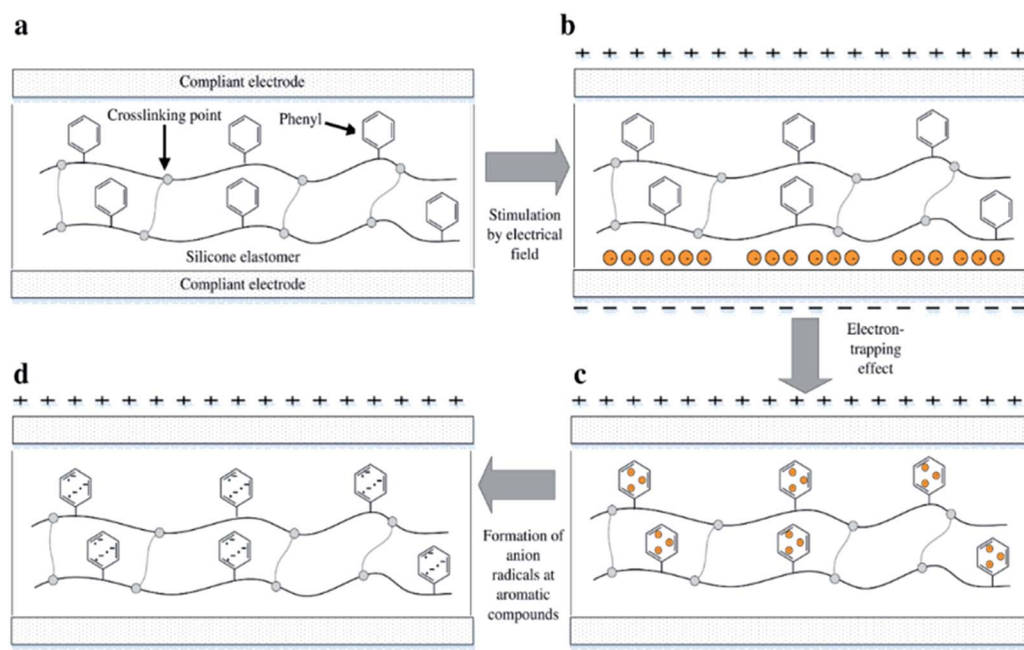 a
Compliant electrode
Crosslinking point
Phenyl
Silicone elastomer
Compliant electrode
Stimulation
by electrical
field
b
+ + + + + + + + + + + + + + + +
− − − − − − − − − − − − − −
Electron-
trapping
effect
c
+ + + + + + + + + + + + + + + + +
Formation of
anion
radicals at
aromatic
compounds
d
+ + + + + + + + + + + + + + + + +